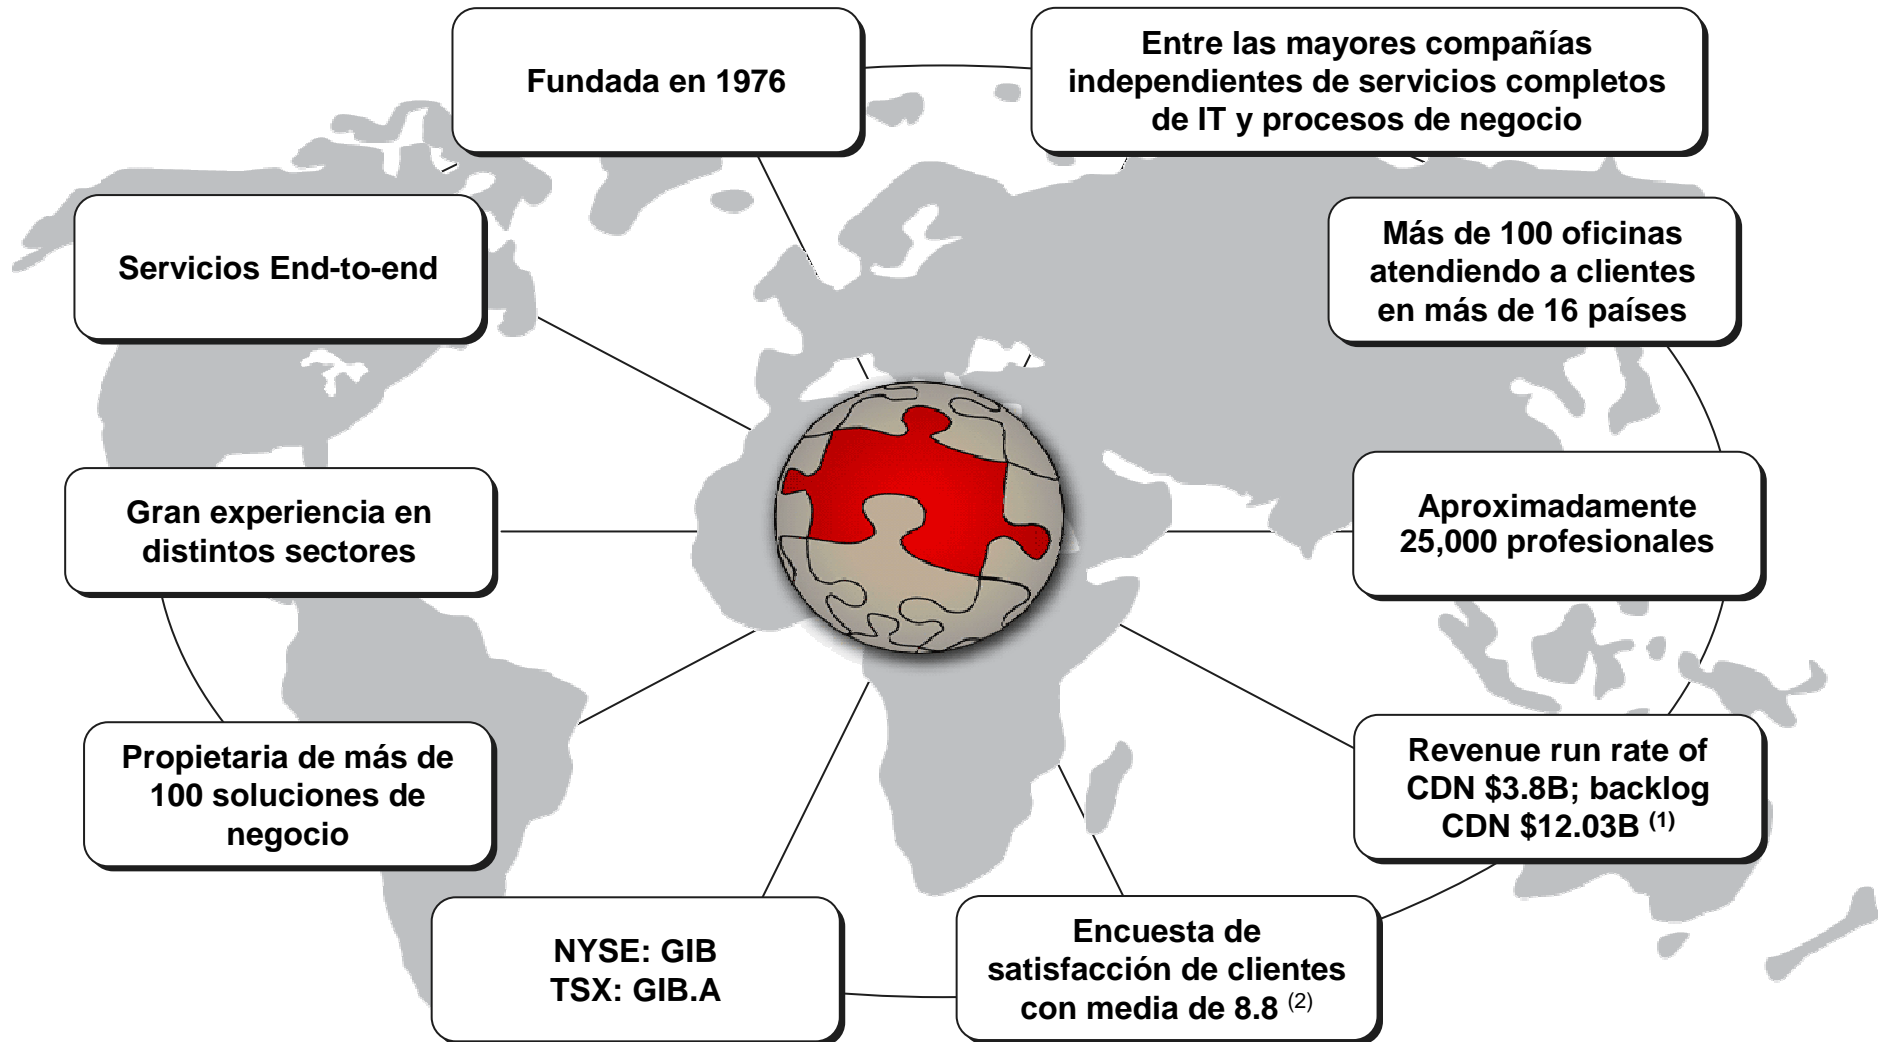 Fundada en 1976
Entre las mayores compañías
independientes de servicios completos
de IT y procesos de negocio
Servicios End-to-end
Más de 100 oficinas
atendiendo a clientes
en más de 16 países
Gran experiencia en
distintos sectores
Aproximadamente
25,000 profesionales
Propietaria de más de
100 soluciones de
negocio
Revenue run rate of
CDN $3.8B; backlog
CDN $12.03B (1)
NYSE: GIB
TSX: GIB.A
Encuesta de
satisfacción de clientes
con media de 8.8 (2)